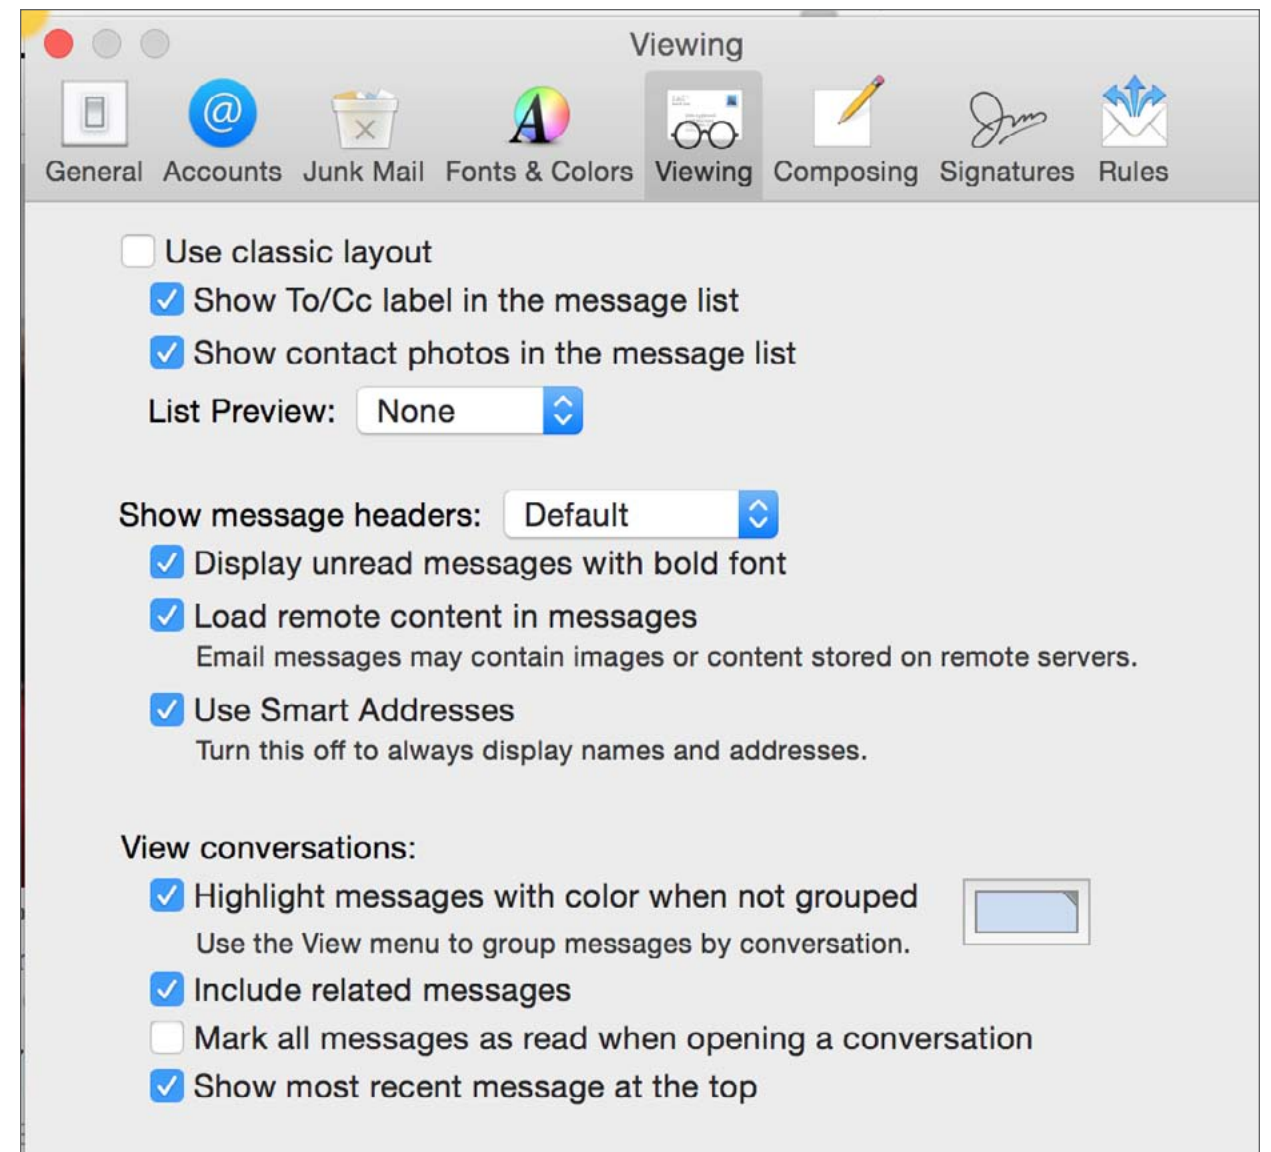 Viewing
General Accounts Junk Mail Fonts & Colors Viewing Composing Signatures Rules
Use classic layout
Show To/Cc label in the message list
Show contact photos in the message list
List Preview: None
Show message headers: Default
Display unread messages with bold font
Load remote content in messages
Email messages may contain images or content stored on remote servers.
Use Smart Addresses
Turn this off to always display names and addresses.
View conversations:
Highlight messages with color when not grouped
Use the View menu to group messages by conversation.
Include related messages
Mark all messages as read when opening a conversation
Show most recent message at the top